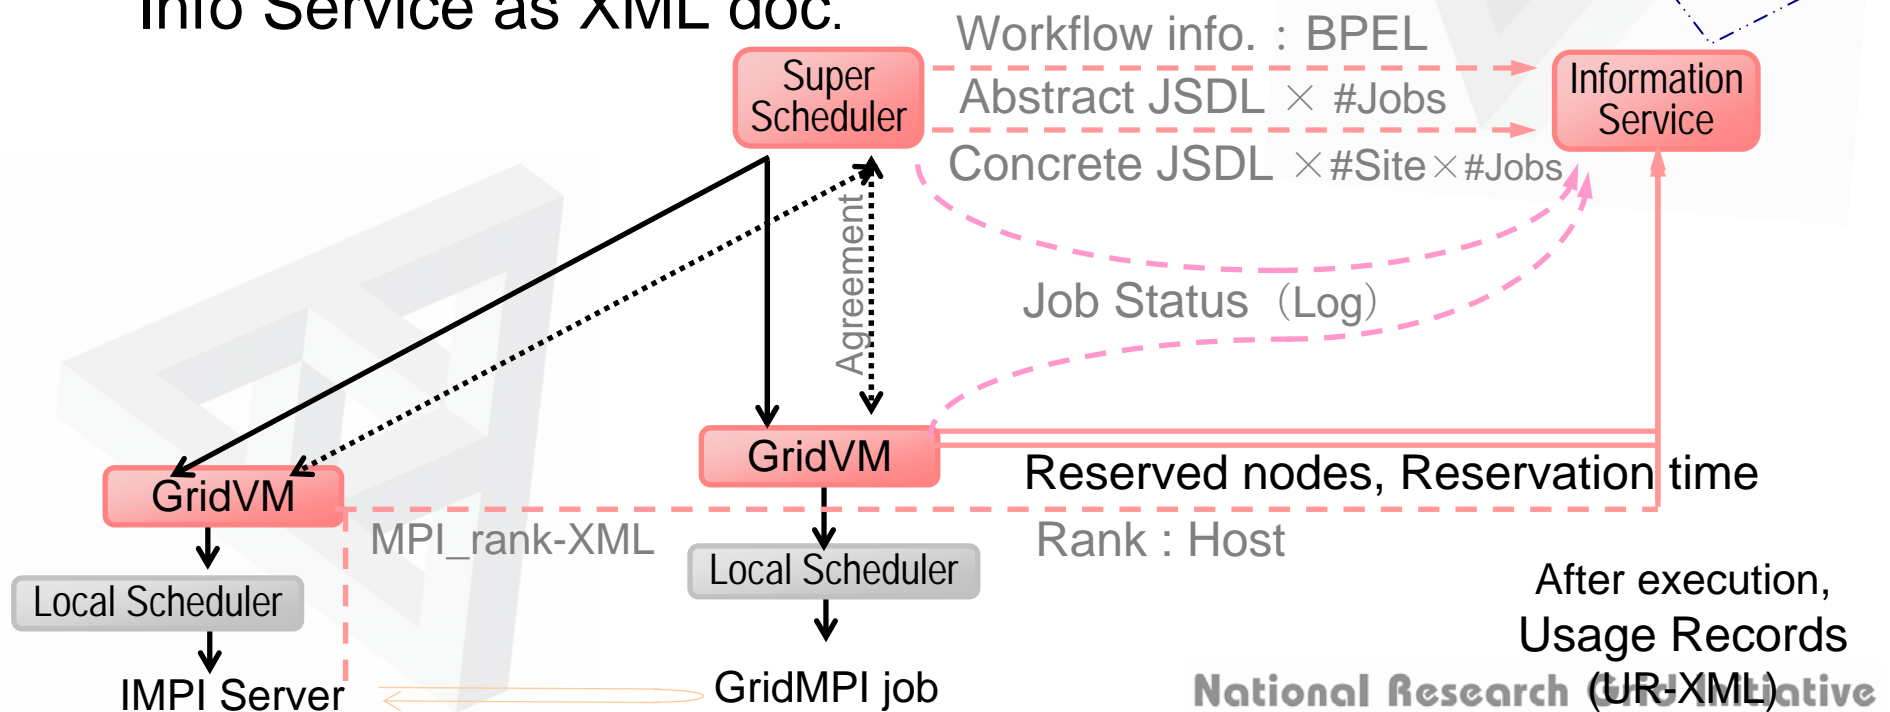 Info Service as XML doc.
Workflow info. : BPEL
Super
Scheduler
Information
Service
Abstract JSDL × #Jobs
Concrete JSDL ×#Site×#Jobs
Agreement
Job Status (Log)
GridVM
GridVM
Reserved nodes, Reservation time
MPI_rank-XML
Rank : Host
Local Scheduler
Local Scheduler
After execution,
Usage Records
(UR-XML)
IMPI Server
GridMPI job
National Research Grid Initiative